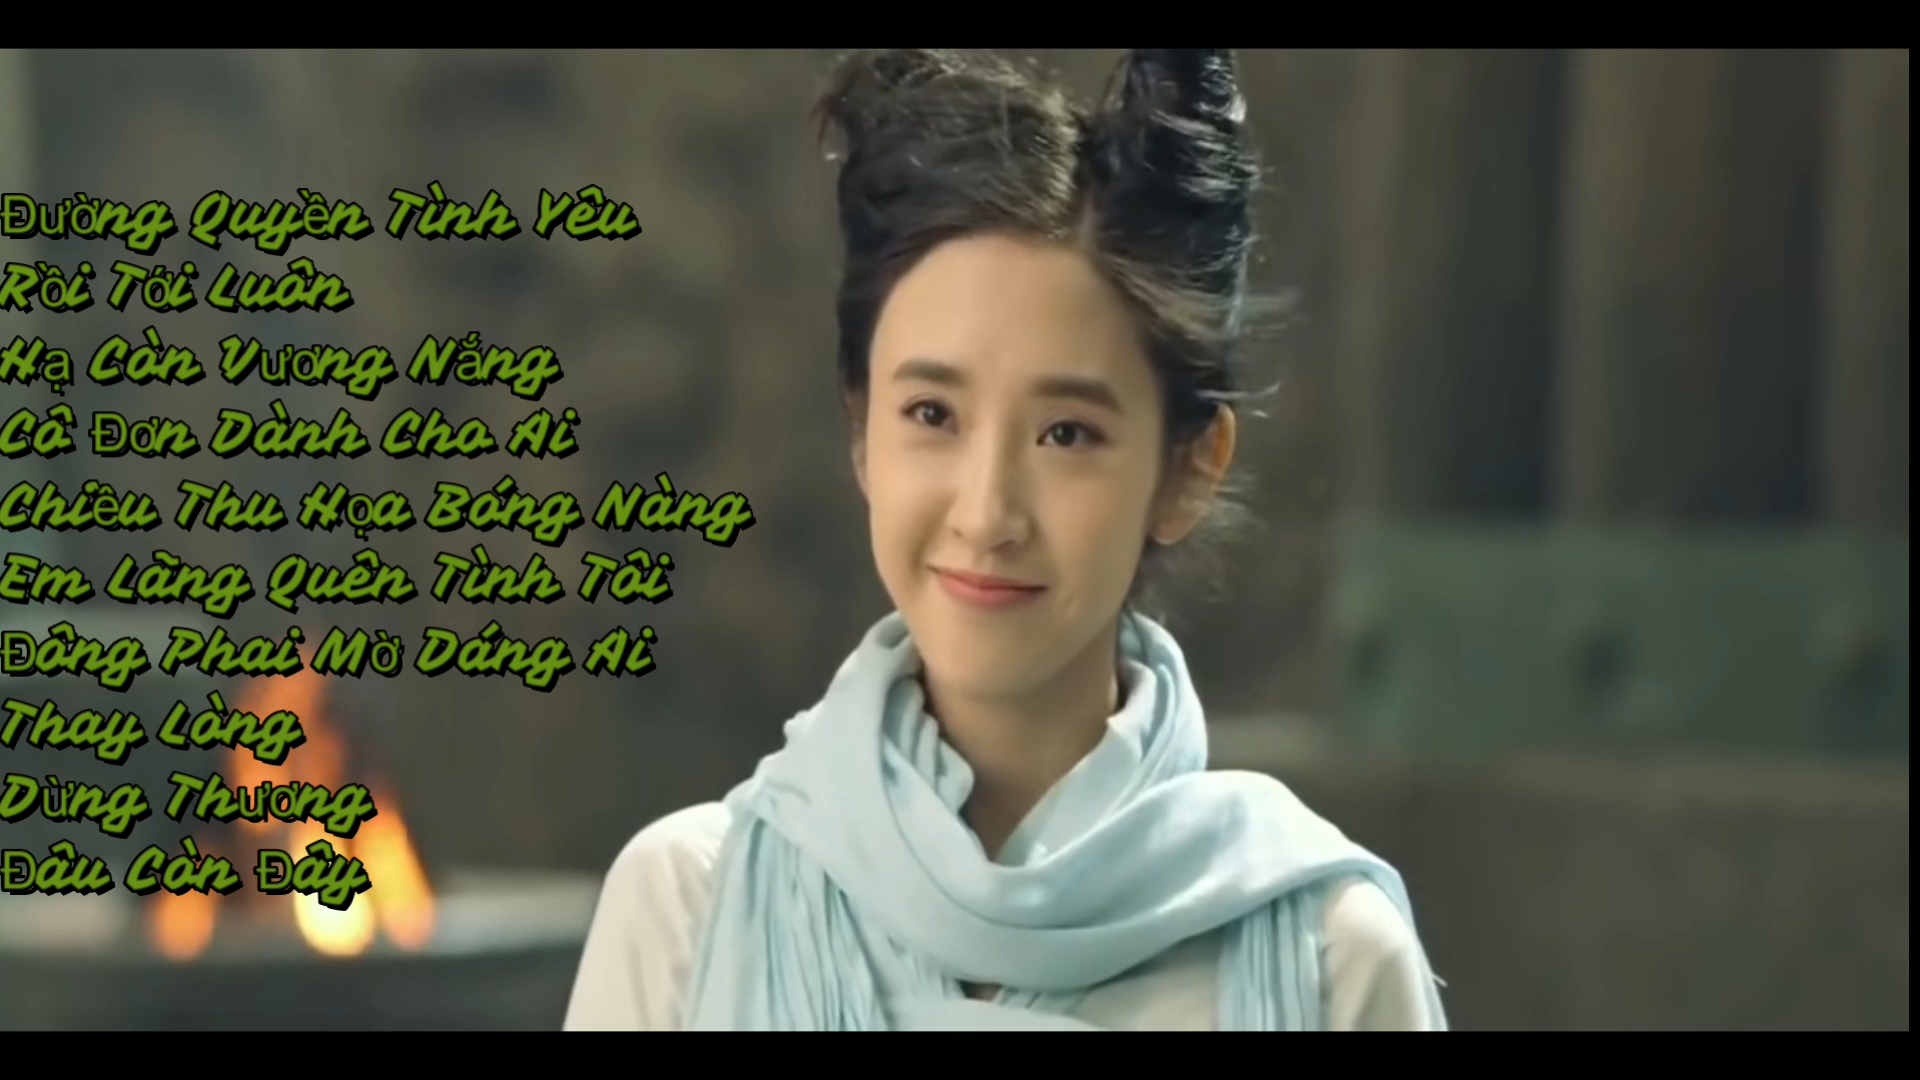 Đường Quyền Tình Yêu
Rồi Tới Luôn
Hạ Còn Vương Nắng
Cô Đơn Dành Cho Ai
Chiều Thu Họa Bóng Nàng
Em Lãng Quên Tình Tôi
Đông Phai Mờ Dáng Ai
Thay Lòng
Dừng Thương
Đâu Còn Đây